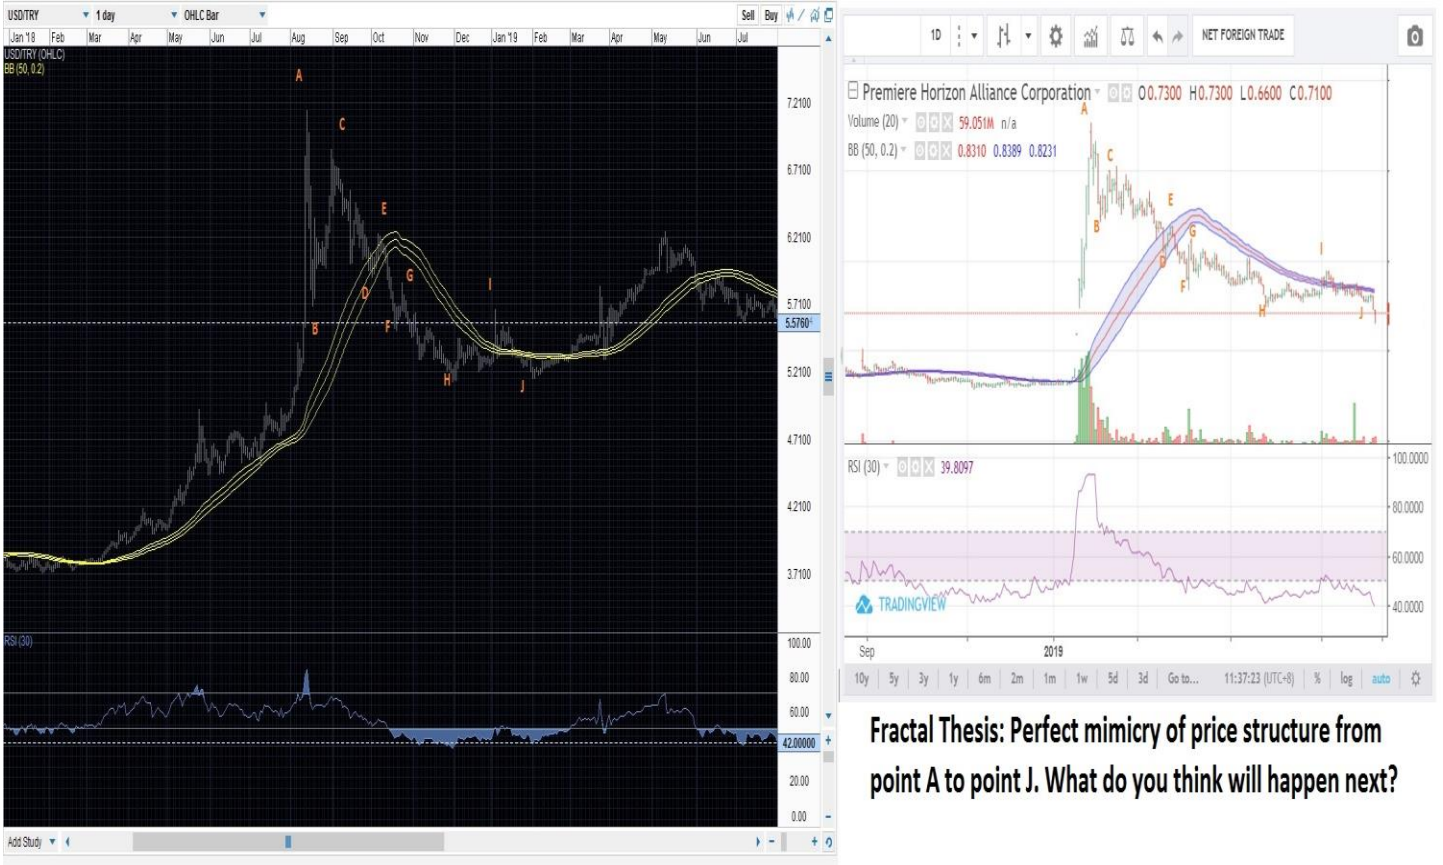 USD/TRY 1 day OHLC Bar Sell Buy
Jan '18 Feb Mar Apr May Jun Jul Aug Sep Oct Nov Dec Jan '19 Feb Mar Apr May Jun Jul
USD/TRY (OHLC)
BB (50, 0.2)
A
C
E
G
I
D
B
F
H
J
7.2100
6.7100
6.2100
5.7100
5.5760
5.2100
4.7100
4.2100
3.7100
RSI (30)
100.00
80.00
60.00
42.00000
20.00
0.00
Add Study
1D NET FOREIGN TRADE
Premiere Horizon Alliance Corporation O0.7300 H0.7300 L0.6600 C0.7100
Volume (20) 59.051M n/a
BB (50, 0.2) 0.8310 0.8389 0.8231
A
C
B
E
G
D
F
I
H
J
RSI (30) 39.8097
100.0000
80.0000
60.0000
40.0000
TRADINGVIEW
Sep 2019
10y 5y 3y 1y 6m 2m 1m 1w 5d 3d Go to... 11:37:23 (UTC+8) % log auto
Fractal Thesis: Perfect mimicry of price structure from
point A to point J. What do you think will happen next?